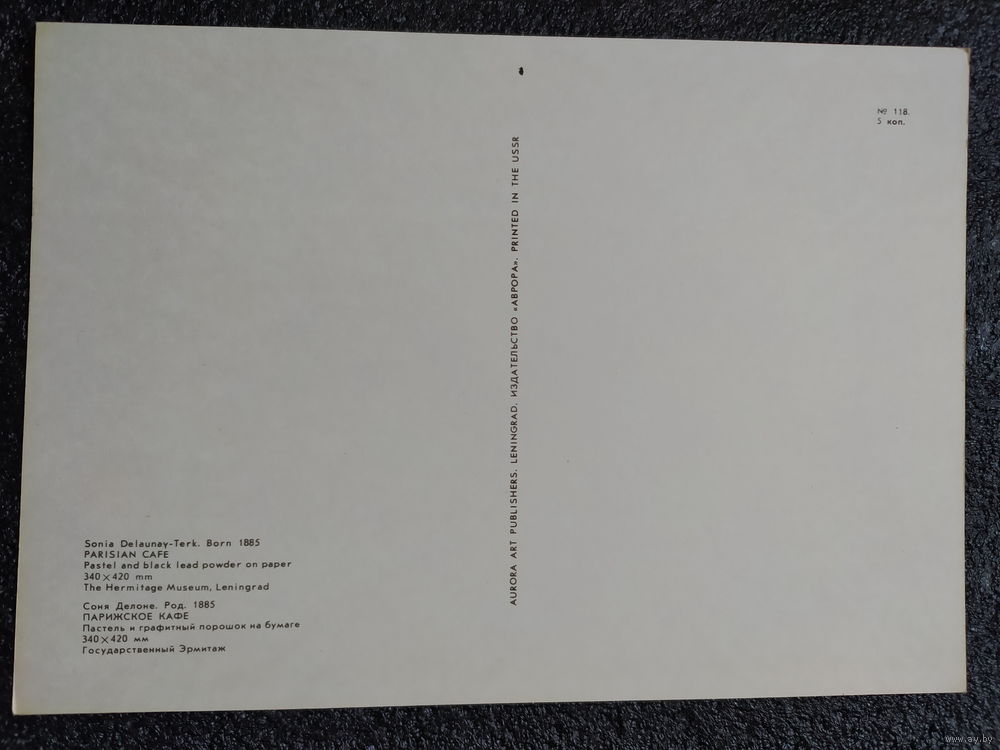 № 118.
5 коп.
AURORA ART PUBLISHERS. LENINGRAD. ИЗДАТЕЛЬСТВО «АВРОРА». PRINTED IN THE USSR
Sonia Delaunay-Terk. Born 1885
PARISIAN CAFE
Pastel and black lead powder on paper
340 × 420 mm
The Hermitage Museum, Leningrad
Соня Делоне. Род. 1885
ПАРИЖСКОЕ КАФЕ
Пастель и графитный порошок на бумаге
340 × 420 мм
Государственный Эрмитаж
www.ay.by